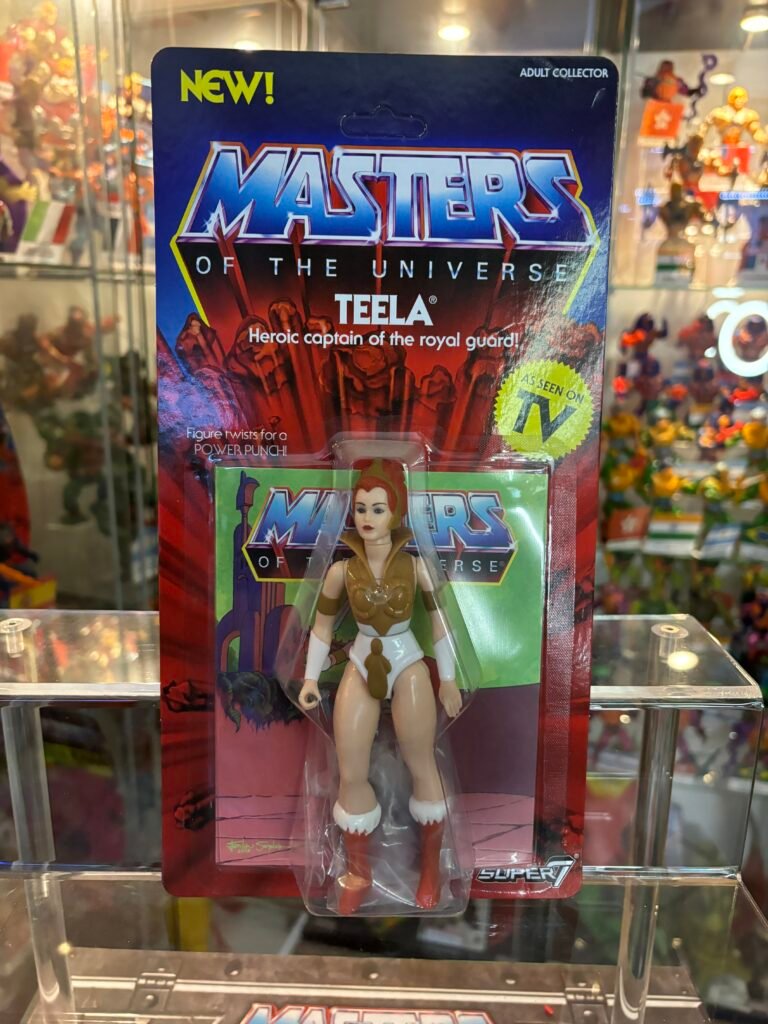 NEW!
ADULT COLLECTOR
MASTERS
OF THE UNIVERSE
TEELA®
Heroic captain of the royal guard!
AS SEEN ON
TV
Figure twists for a
POWER PUNCH!
MASTERS
OF THE UNIVERSE
SUPER7
MASTERS